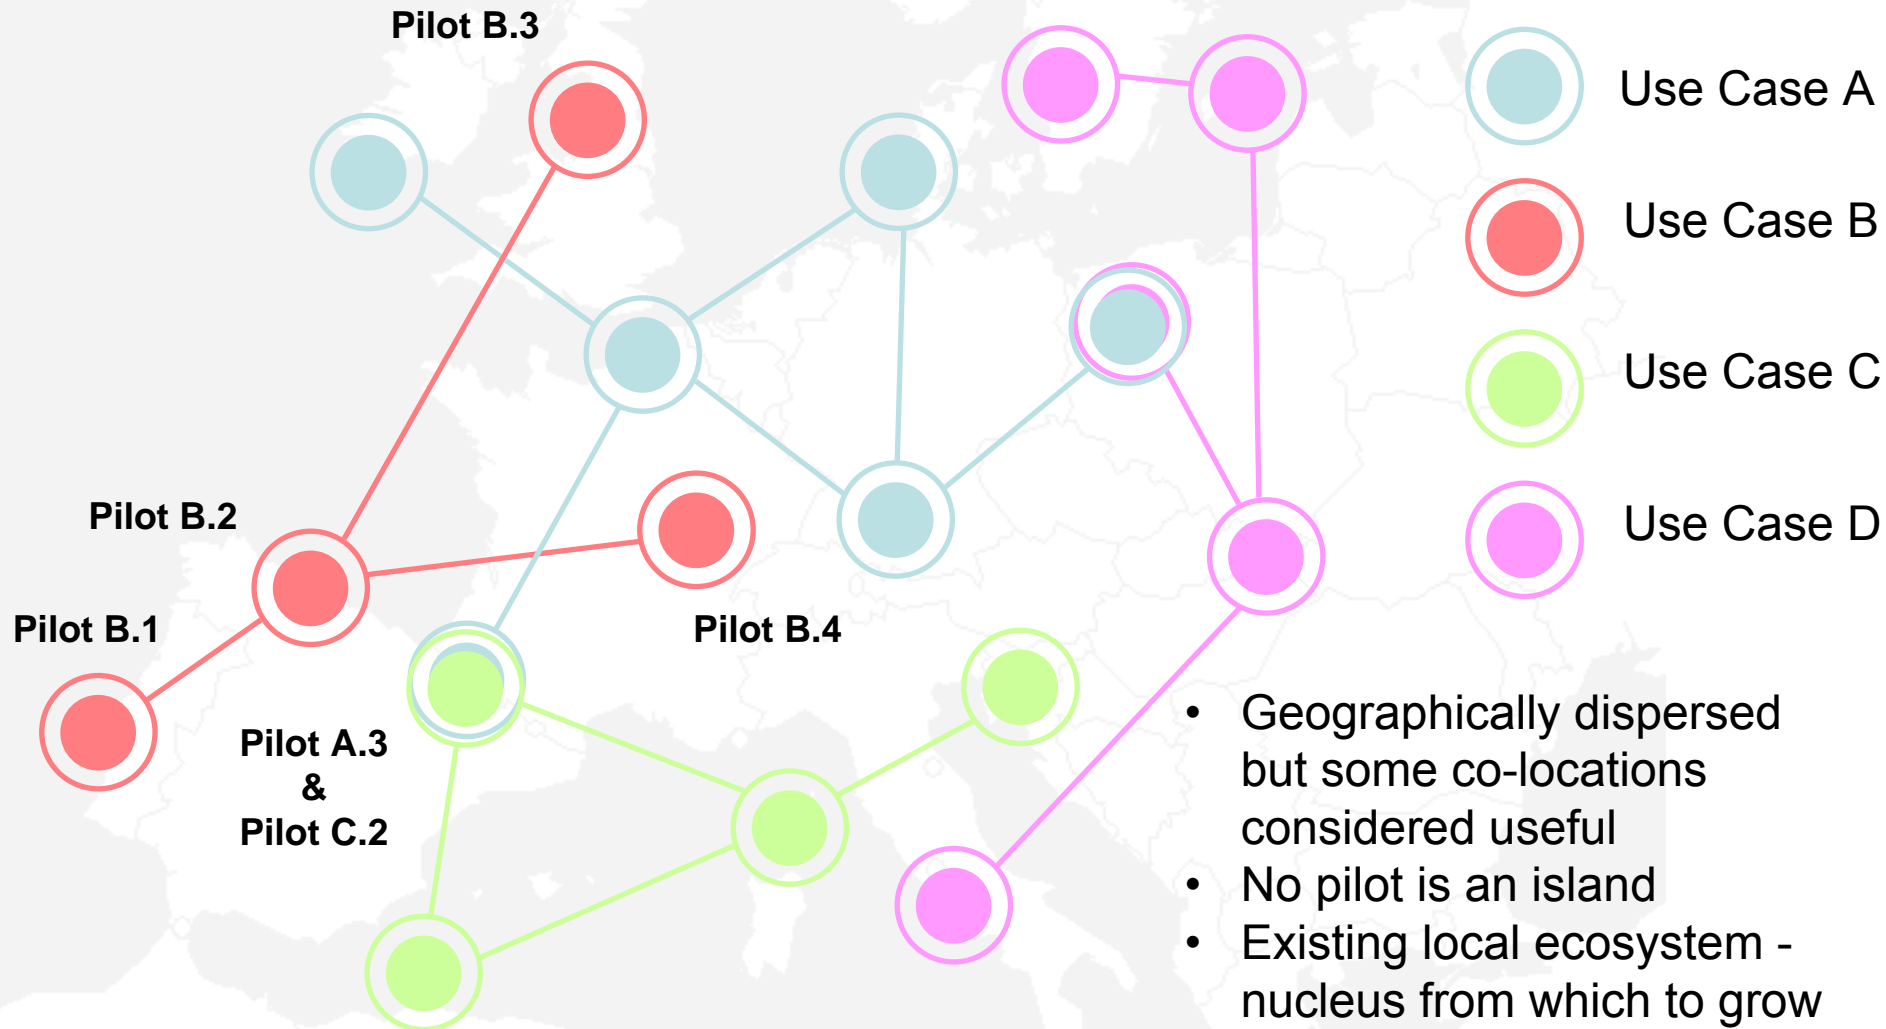 Pilot B.3
Use Case A
Use Case B
Use Case C
Pilot B.2
Use Case D
Pilot B.1
Pilot B.4
Pilot A.3
&
Pilot C.2
• Geographically dispersed
but some co-locations
considered useful
• No pilot is an island
• Existing local ecosystem -
nucleus from which to grow